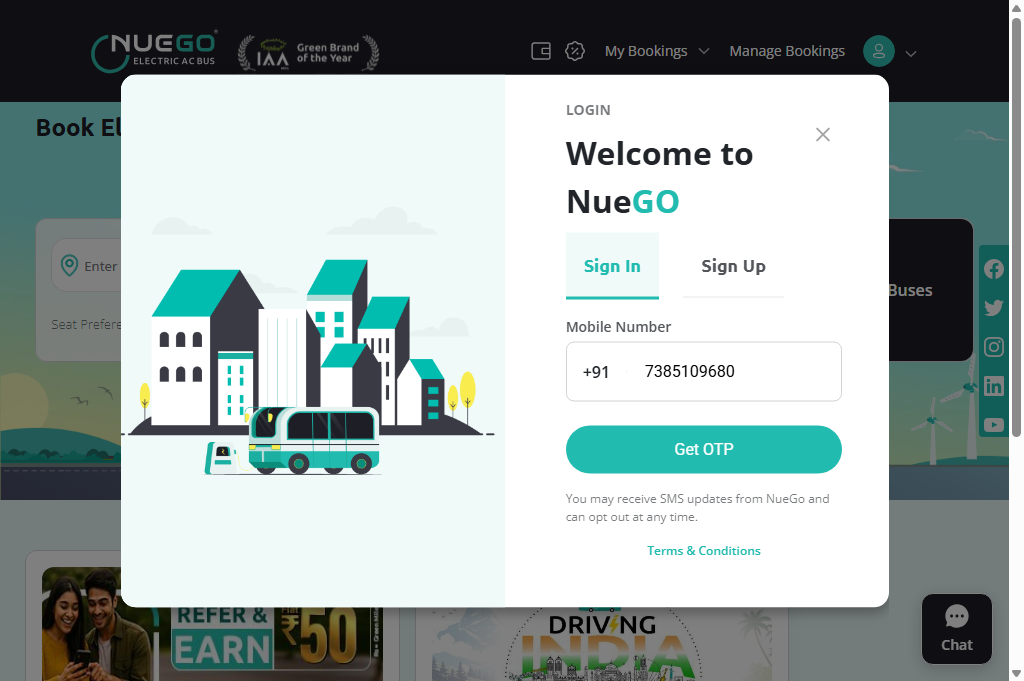 NUEGO
ELECTRIC AC BUS
IAA
Green Brand
of the Year
My Bookings
Manage Bookings
Book El
LOGIN
Welcome to
NueGO
Sign In
Sign Up
Mobile Number
+91
7385109680
Get OTP
You may receive SMS updates from NueGo and
can opt out at any time.
Terms & Conditions
Enter
Seat Prefere
Buses
REFER &
EARN
Flat
₹50
DRIVING
INDIA
Chat